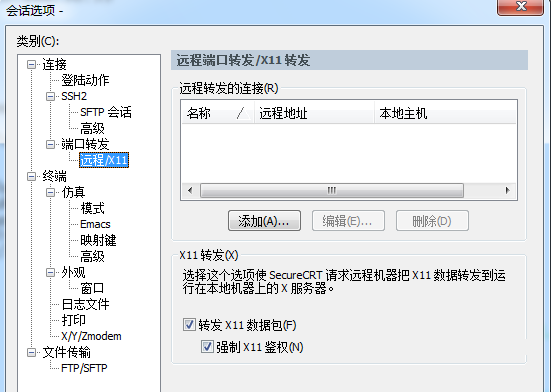 会话选项 -
类别(C):
连接
登陆动作
SSH2
SFTP 会话
高级
端口转发
远程/X11
终端
仿真
模式
Emacs
映射键
高级
外观
窗口
日志文件
打印
X/Y/Zmodem
文件传输
FTP/SFTP
远程端口转发/X11 转发
远程转发的连接(R)
名称 远程地址 本地主机
添加(A)... 编辑(E)... 删除(D)
X11 转发(X)
选择这个选项使 SecureCRT 请求远程机器把 X11 数据转发到运
行在本地机器上的 X 服务器。
转发 X11 数据包(F)
强制 X11 鉴权(N)